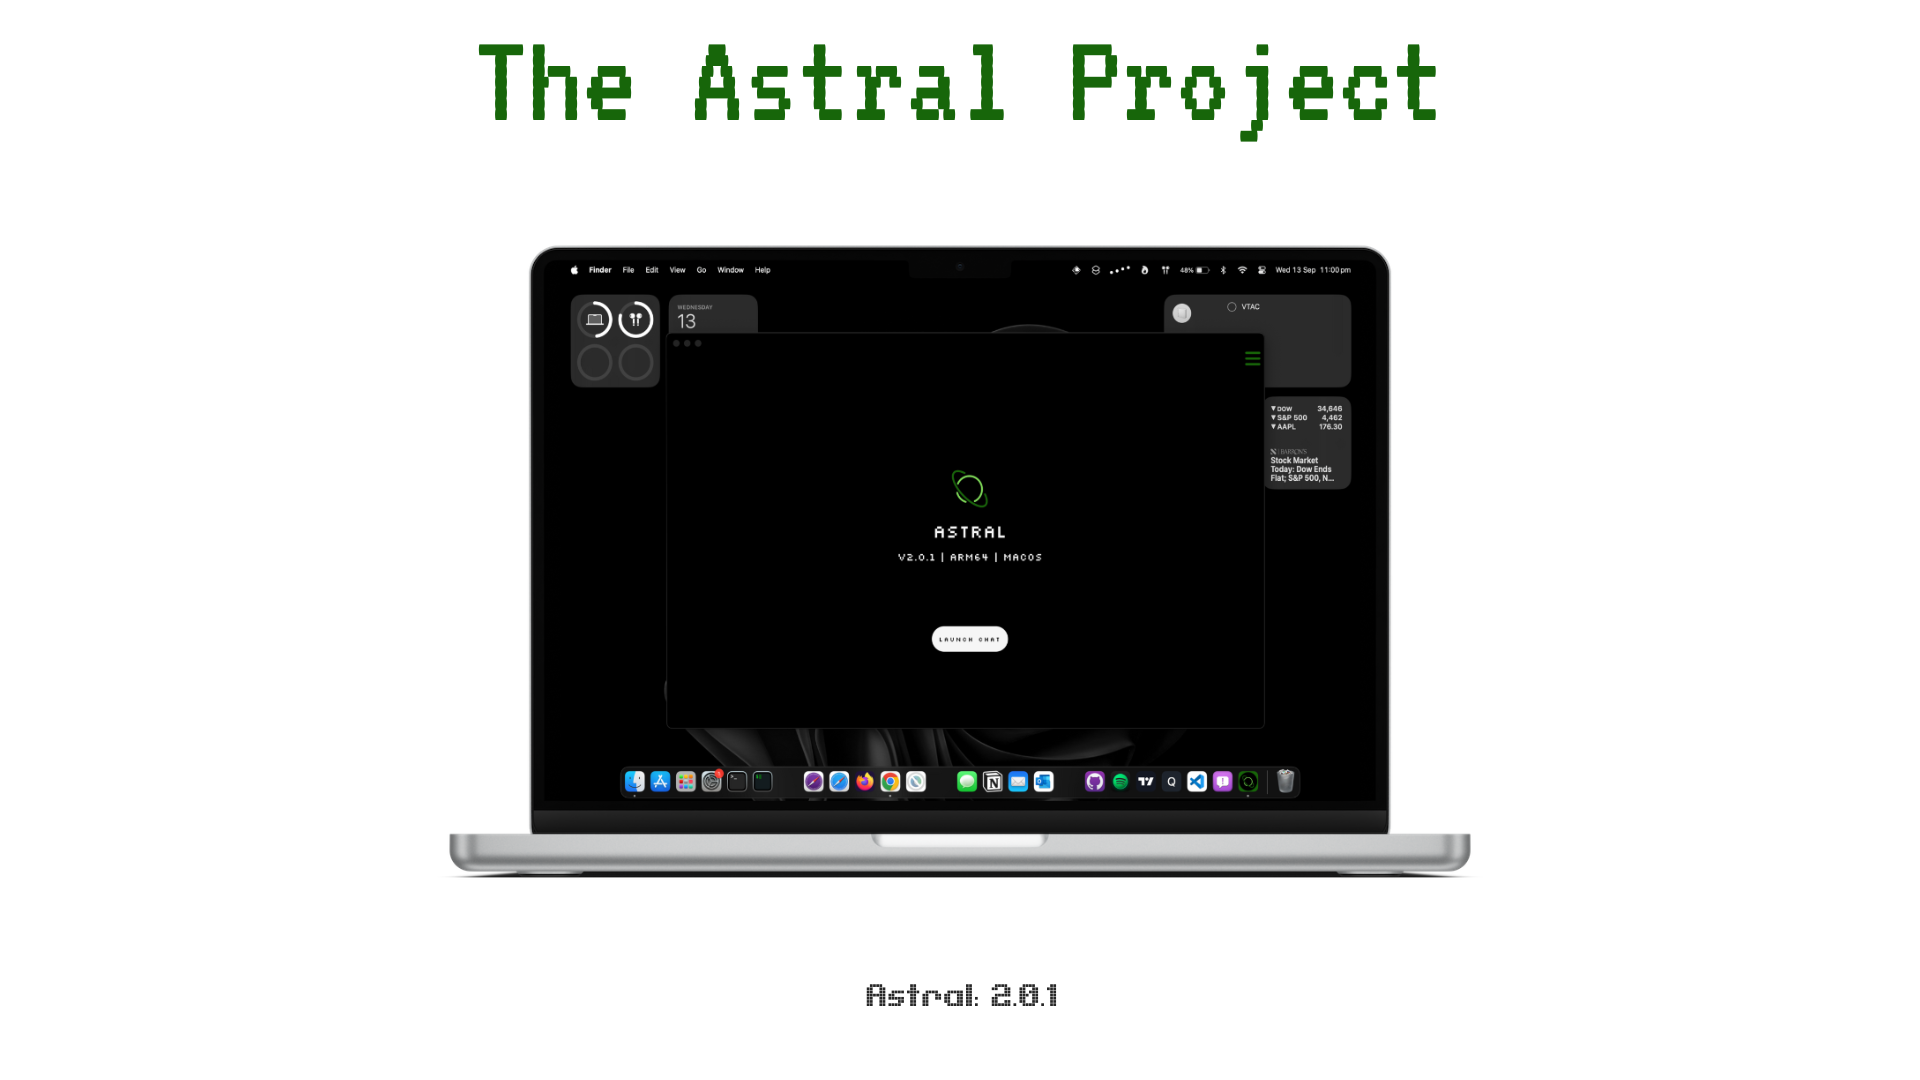 The Astral Project
Finder File Edit View Go Window Help
48% Wed 13 Sep 11:00 pm
WEDNESDAY
13
VTAC
DOW 34,646
S&P 500 4,462
AAPL 176.30
BARRON'S
Stock Market
Today: Dow Ends
Flat; S&P 500, N...
ASTRAL
V2.0.1 | ARM64 | MACOS
LAUNCH CHAT
Astral: 2.0.1